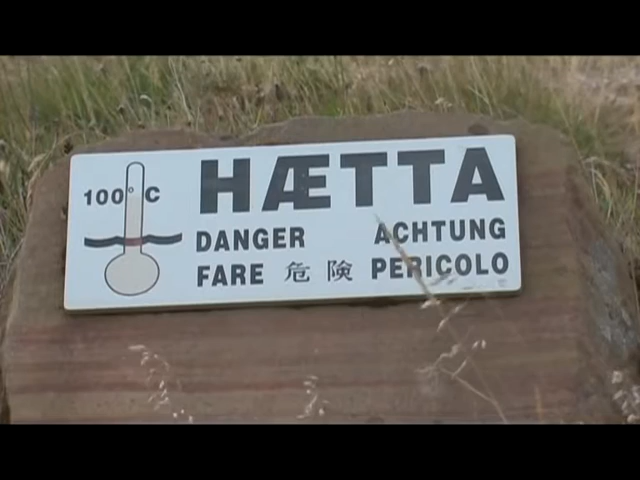 HÆTTA
100°C
DANGER ACHTUNG
FARE 危険 PERICOLO